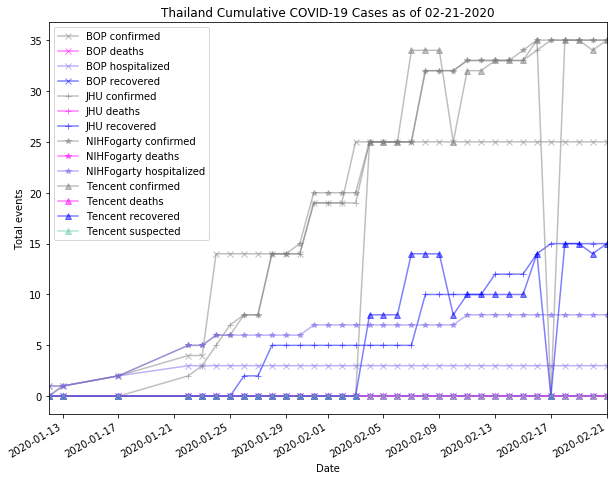 Thailand Cumulative COVID-19 Cases as of 02-21-2020
BOP confirmed
BOP deaths
BOP hospitalized
BOP recovered
JHU confirmed
JHU deaths
JHU recovered
NIHFogarty confirmed
NIHFogarty deaths
NIHFogarty hospitalized
Tencent confirmed
Tencent deaths
Tencent recovered
Tencent suspected
Total events
35
30
25
20
15
10
5
0
2020-01-13
2020-01-17
2020-01-21
2020-01-25
2020-01-29
2020-02-01
2020-02-05
2020-02-09
2020-02-13
2020-02-17
2020-02-21
Date